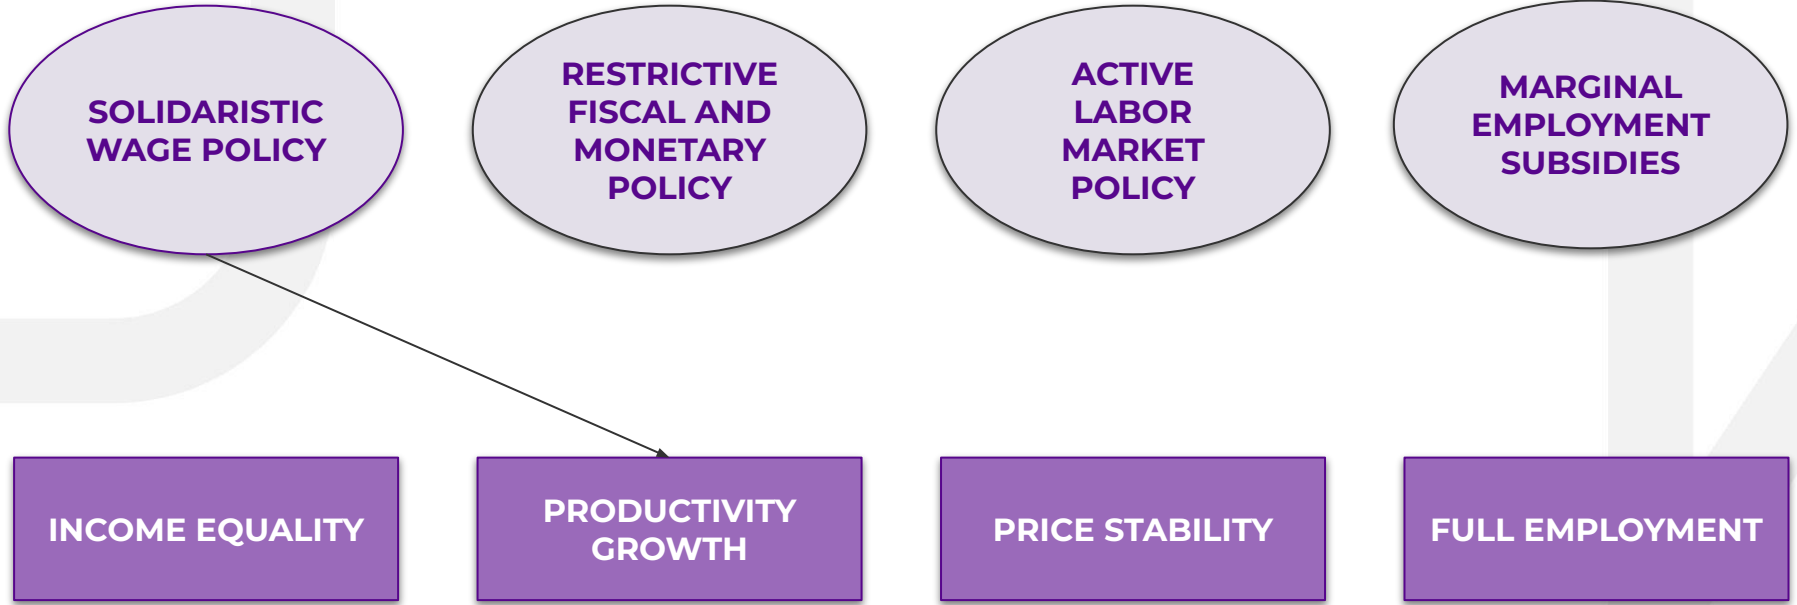 SOLIDARISTIC
WAGE POLICY
RESTRICTIVE
FISCAL AND
MONETARY
POLICY
ACTIVE
LABOR
MARKET
POLICY
MARGINAL
EMPLOYMENT
SUBSIDIES
INCOME EQUALITY
PRODUCTIVITY
GROWTH
PRICE STABILITY
FULL EMPLOYMENT